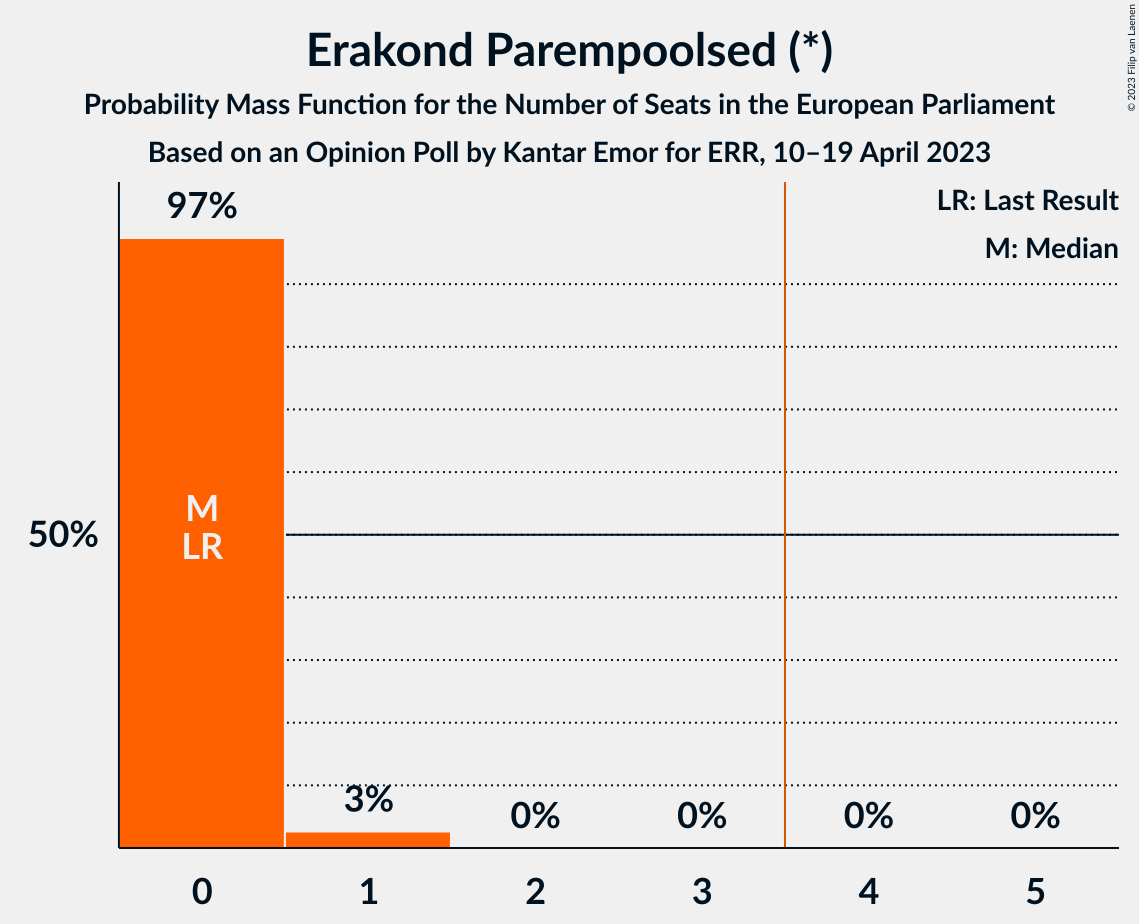 Erakond Parempoolsed (*)
Probability Mass Function for the Number of Seats in the European Parliament
Based on an Opinion Poll by Kantar Emor for ERR, 10–19 April 2023
© 2023 Filip van Laenen
LR: Last Result
M: Median
97%
M
LR
50%
3%
0%
0%
0%
0%
0
1
2
3
4
5